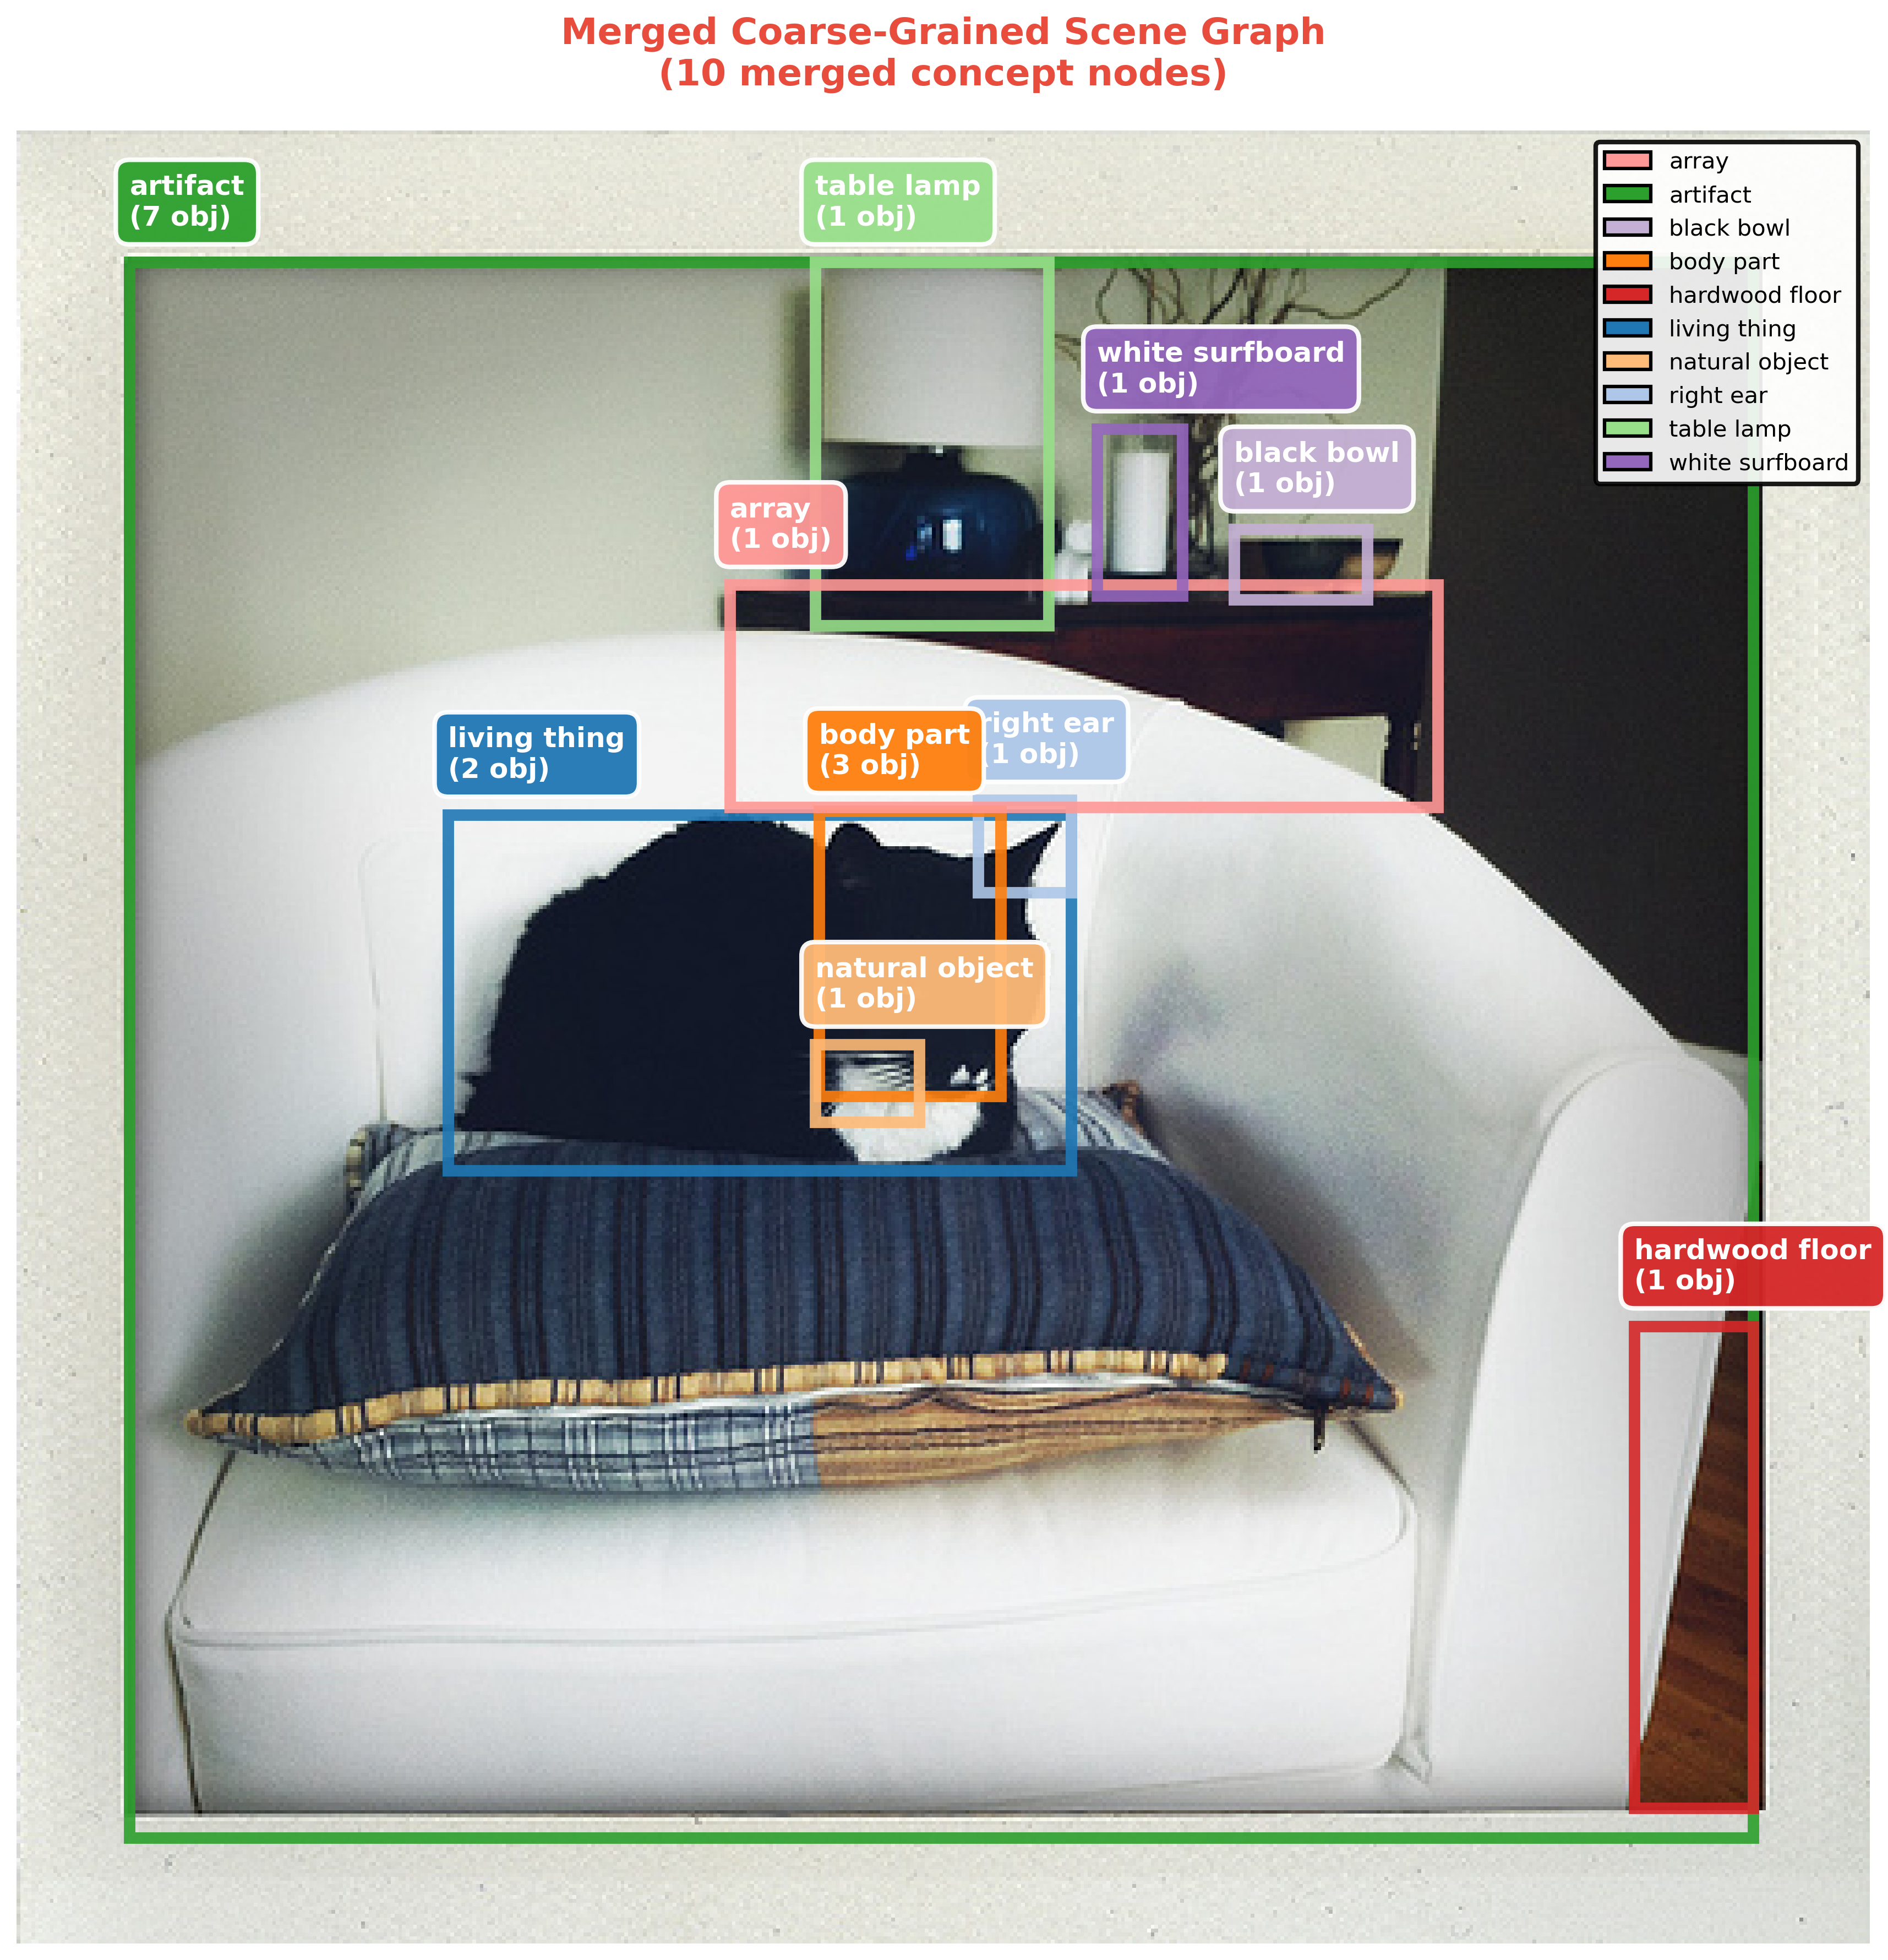 Merged Coarse-Grained Scene Graph
(10 merged concept nodes)
artifact
(7 obj)
table lamp
(1 obj)
array
artifact
black bowl
body part
hardwood floor
living thing
natural object
right ear
table lamp
white surfboard
white surfboard
(1 obj)
black bowl
(1 obj)
array
(1 obj)
living thing
(2 obj)
body part
(3 obj)
right ear
(1 obj)
natural object
(1 obj)
hardwood floor
(1 obj)